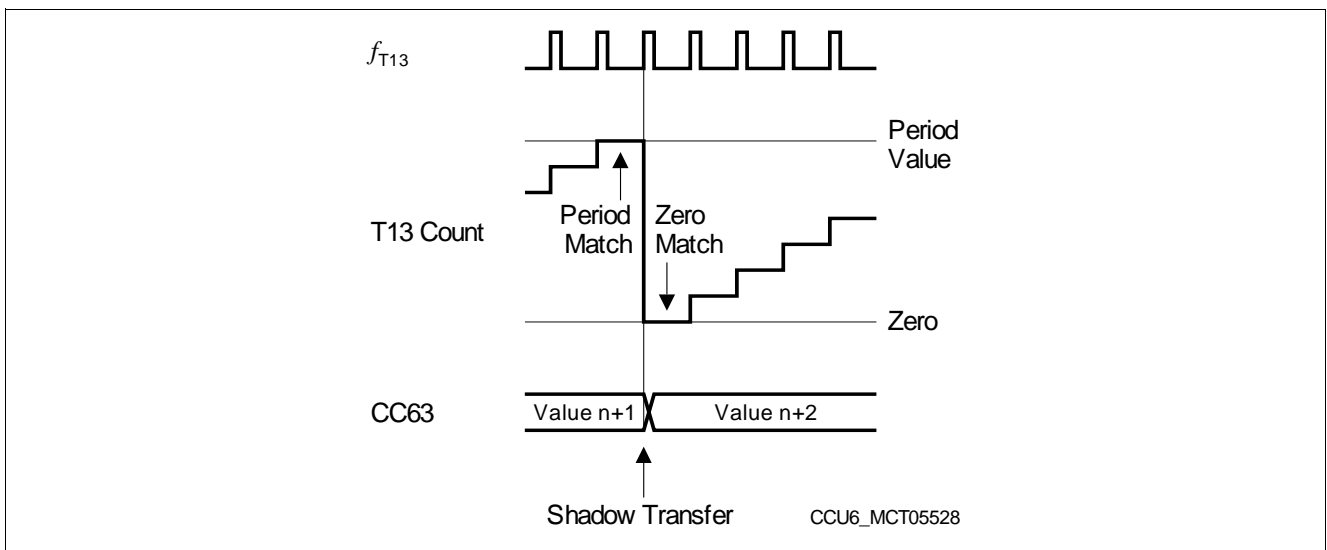 fT13
Period
Value
T13 Count
Period
Match
Zero
Match
Zero
CC63
Value n+1
Value n+2
Shadow Transfer
CCU6_MCT05528